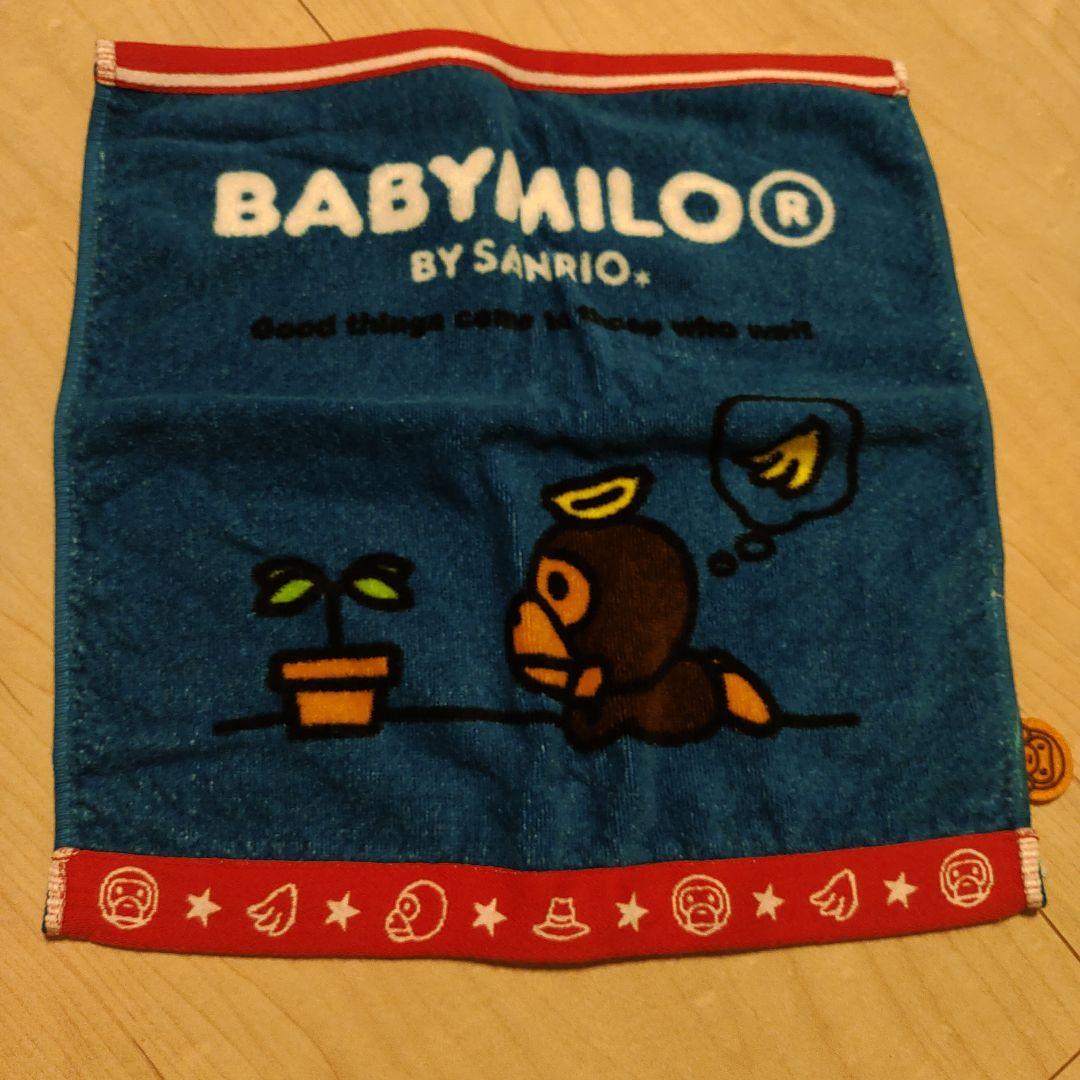 BABYMILO®
BY SANRIO*
Good things come to those who wait